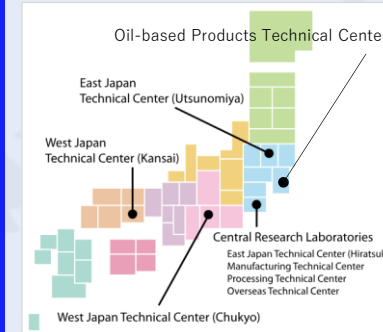 Oil-based Products Technical Cente
East Japan
Technical Center (Utsunomiya)
West Japan
Technical Center (Kansai)
Central Research Laboratories
East Japan Technical Center (Hiratsuk
Manufacturing Technical Center
Processing Technical Center
Overseas Technical Center
West Japan Technical Center (Chukyo)